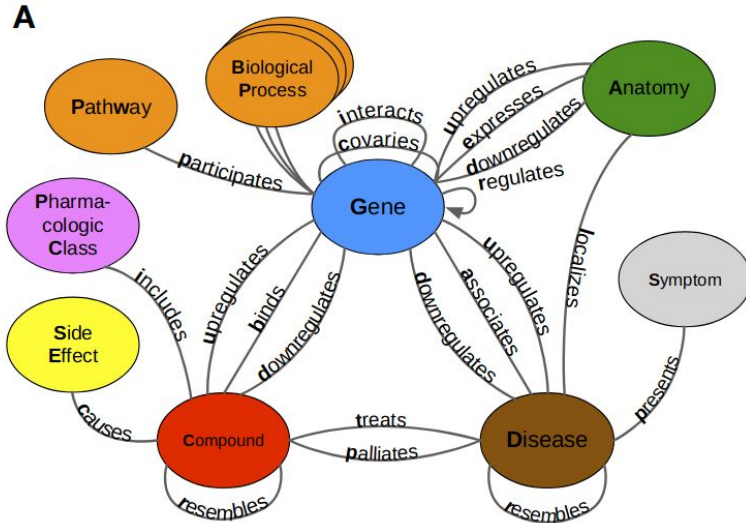 A
Biological
Process
Pathway
Anatomy
interacts
covaries
upregulates
expresses
downregulates
regulates
participates
Gene
Pharma-
cologic
Class
includes
upregulates
binds
downregulates
downregulates
associates
upregulates
localizes
Symptom
Side
Effect
causes
presents
Compound
treats
palliates
Disease
resembles
resembles